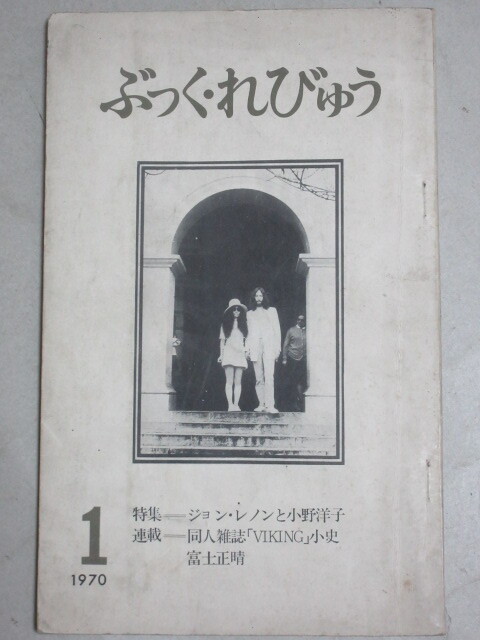 ぶっく・れびゅう
1
1970
特集═ジョン・レノンと小野洋子
連載═同人雑誌「VIKING」小史
富士正晴